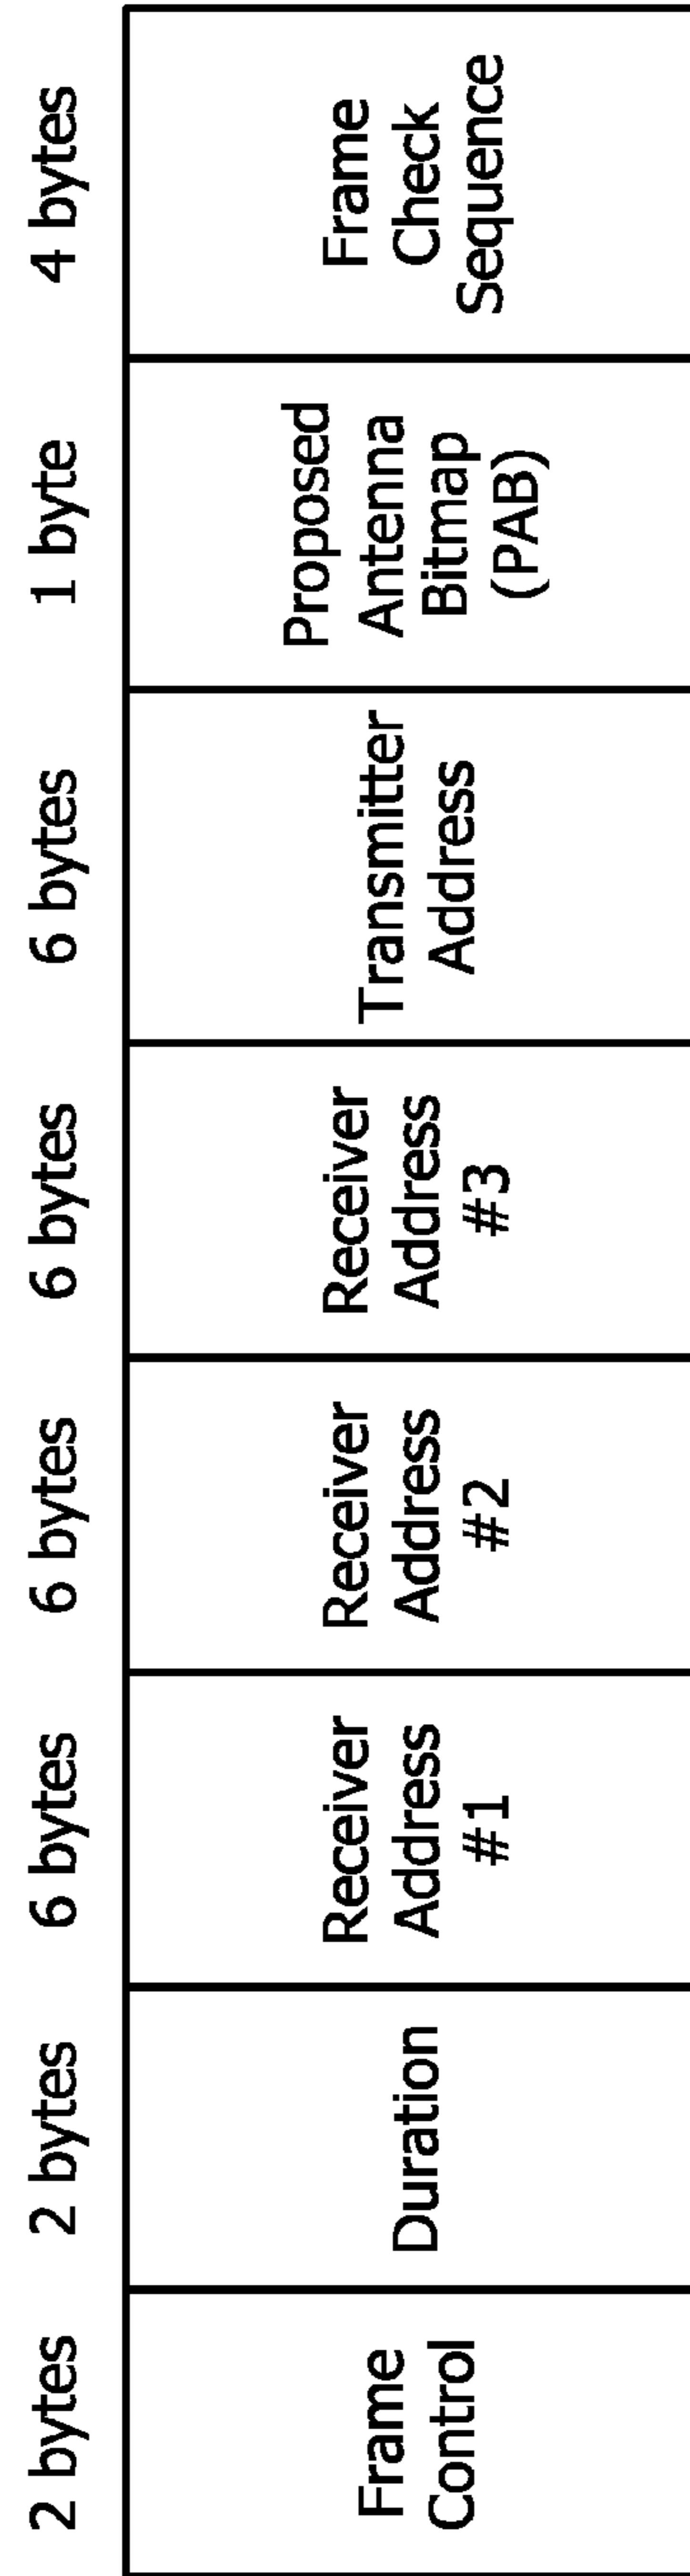 2 bytes
2 bytes
6 bytes
6 bytes
6 bytes
6 bytes
1 byte
4 bytes
Frame
Control
Duration
Receiver
Address
#1
Receiver
Address
#2
Receiver
Address
#3
Transmitter
Address
Proposed
Antenna
Bitmap
(PAB)
Frame
Check
Sequence